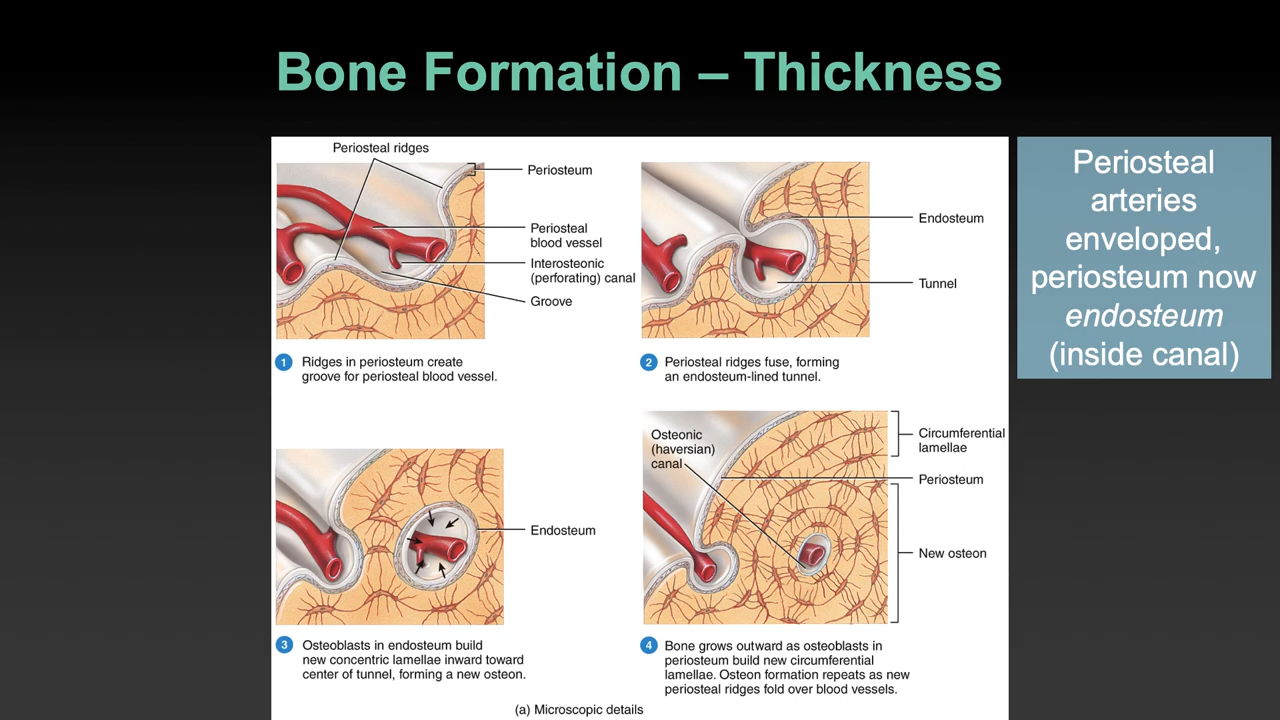 Bone Formation – Thickness
Periosteal ridges
Periosteum
Periosteal
blood vessel
Interosteonic
(perforating) canal
Groove
1 Ridges in periosteum create
groove for periosteal blood vessel.
Endosteum
Tunnel
2 Periosteal ridges fuse, forming
an endosteum-lined tunnel.
Periosteal
arteries
enveloped,
periosteum now
endosteum
(inside canal)
Endosteum
3 Osteoblasts in endosteum build
new concentric lamellae inward toward
center of tunnel, forming a new osteon.
Osteonic
(haversian)
canal
Circumferential
lamellae
Periosteum
New osteon
4 Bone grows outward as osteoblasts in
periosteum build new circumferential
lamellae. Osteon formation repeats as new
periosteal ridges fold over blood vessels.
(a) Microscopic details